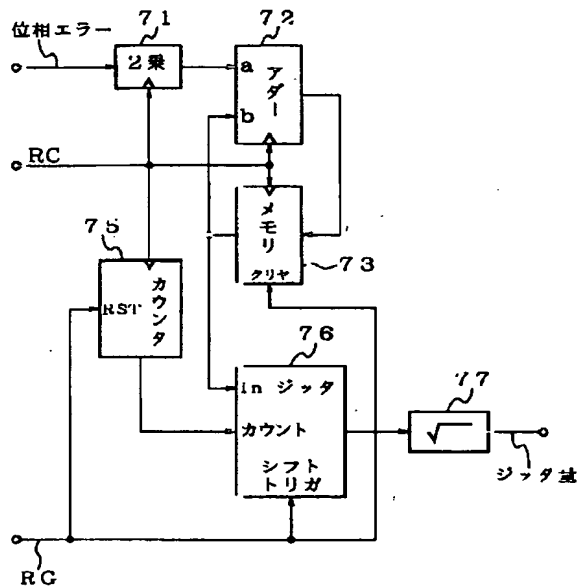 位相エラー
71
2乗
72
a
b
アダー
RC
メモリ
クリヤ
73
75
RST
カウンタ
76
In ジッタ
カウント
シフト
トリガ
77
√
ジッタ量
RG